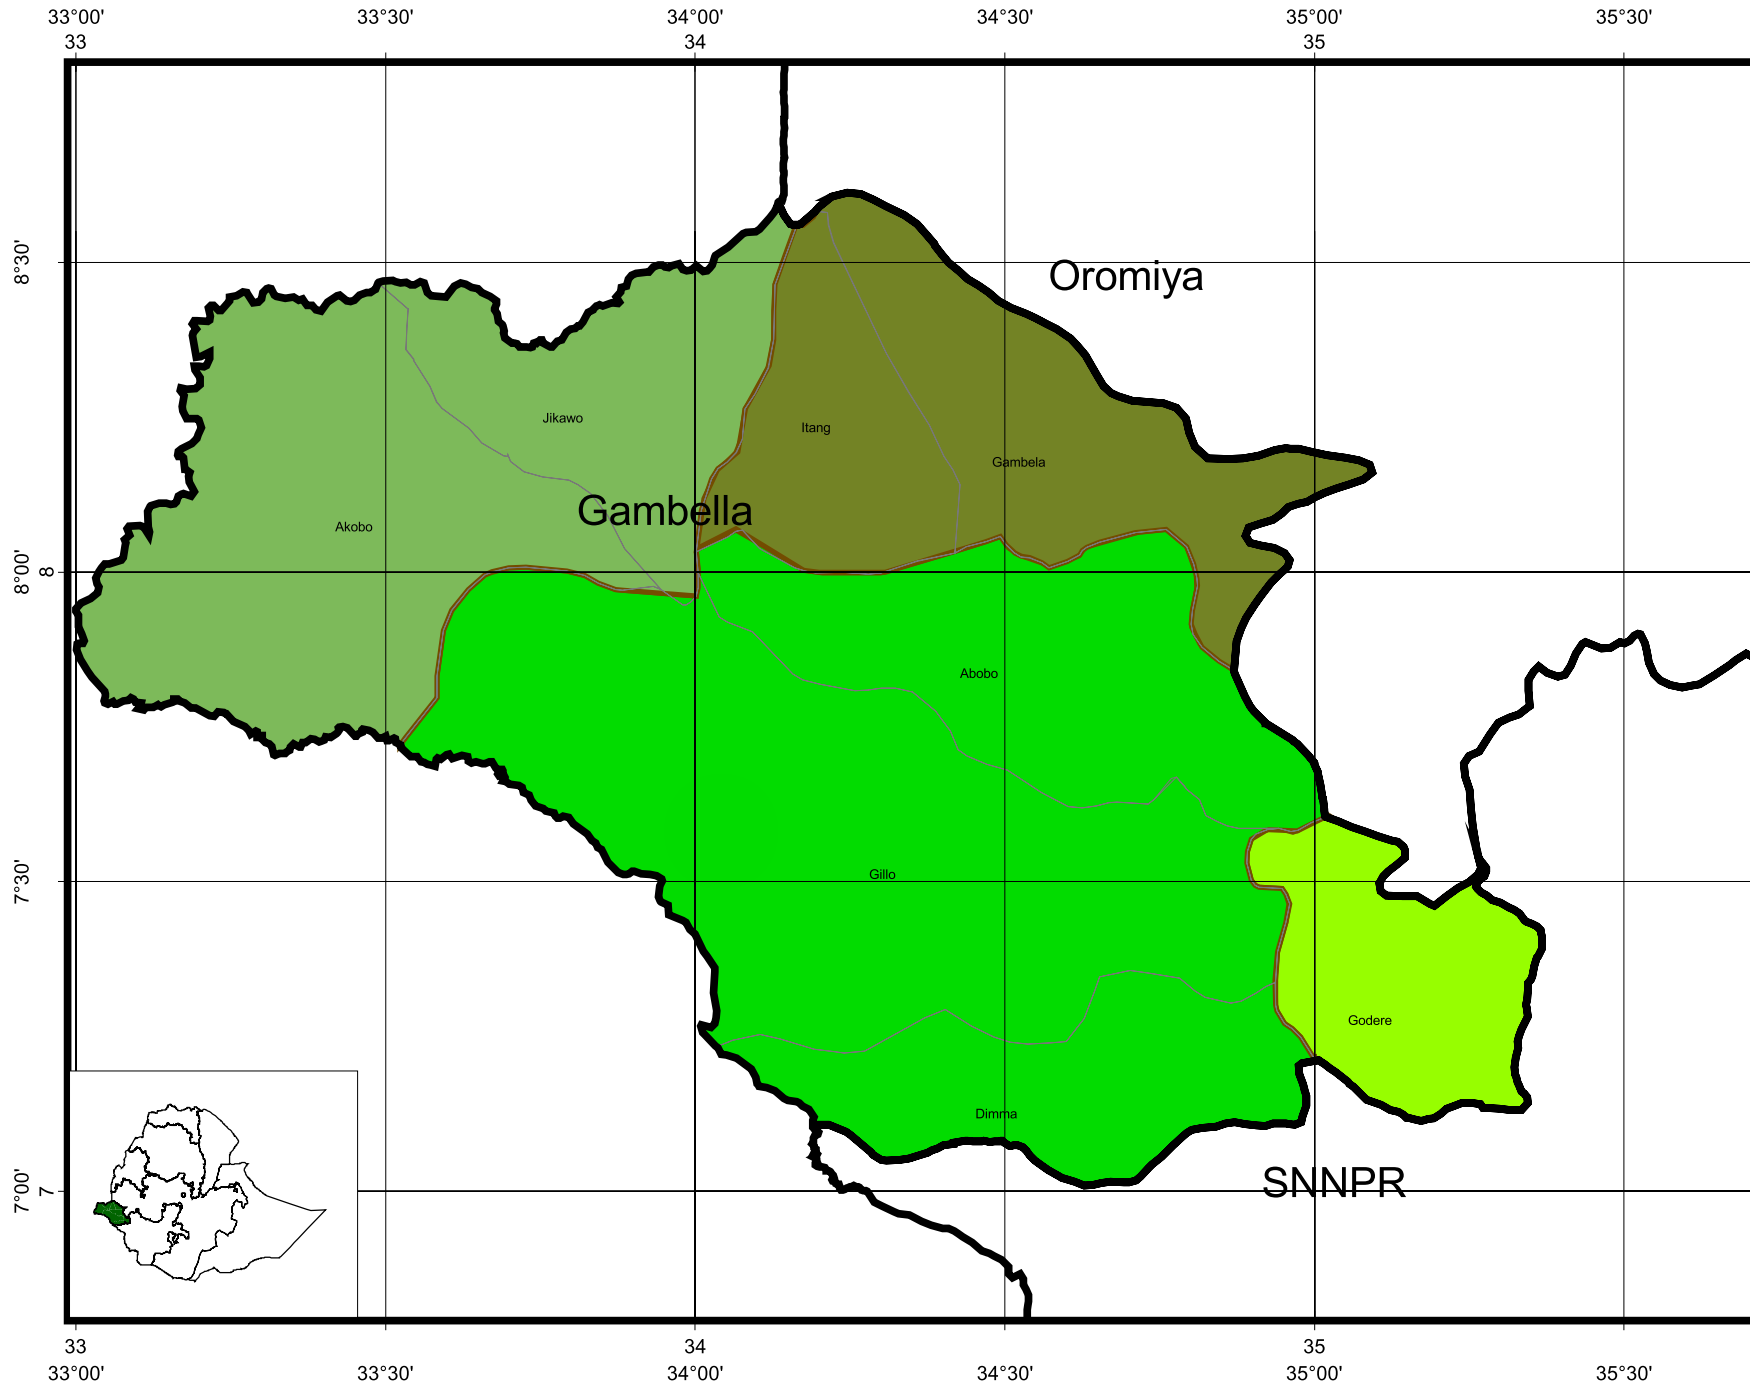 33°00' 33°30' 34°00' 34°30' 35°00' 35°30'
33 34 35
8°30'
Oromiya
Jikawo
Itang
Gambela
Gambella
Akobo
8°00' 8
Abobo
Gillo
7°30'
Godere
Dimma
SNNPR
7°00' 7
33 34 35
33°00' 33°30' 34°00' 34°30' 35°00' 35°30'